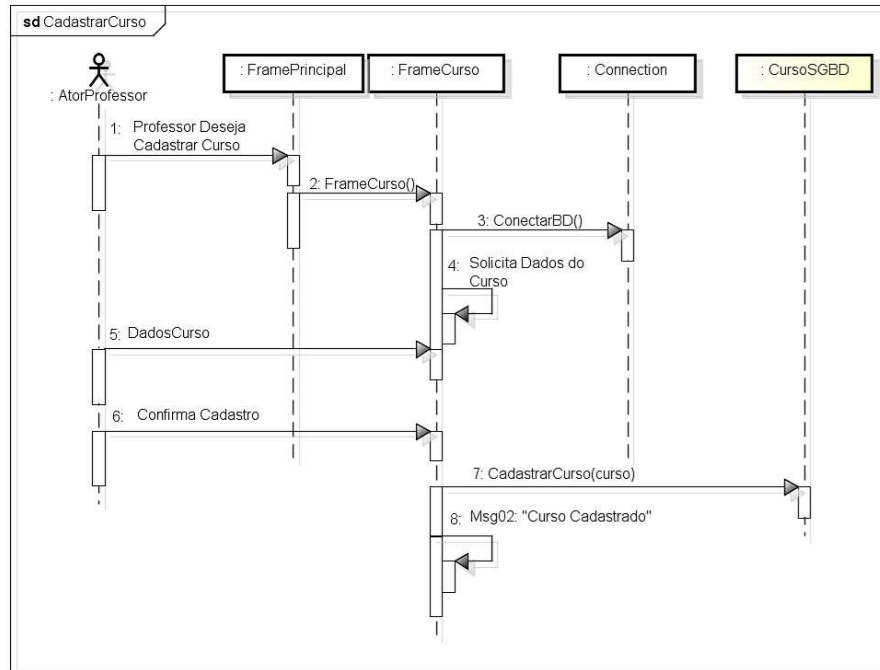 sd CadastrarCurso
: AtorProfessor
: FramePrincipal
: FrameCurso
: Connection
: CursoSGBD
1: Professor Deseja
Cadastrar Curso
2: FrameCurso()
3: ConectarBD()
4: Solicita Dados do
Curso
5: DadosCurso
6: Confirma Cadastro
7: CadastrarCurso(curso)
8: Msg02: "Curso Cadastrado"